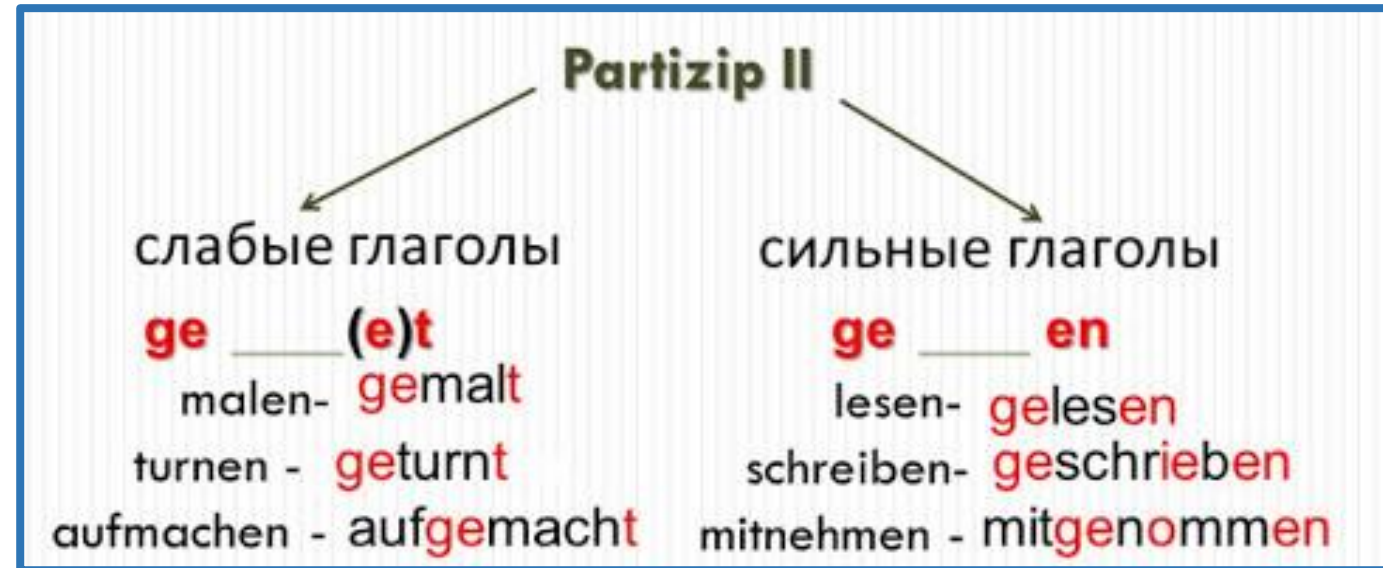 Partizip II
слабые глаголы
ge ____ (e)t
malen- gemalt
turnen - geturnt
aufmachen - aufgemacht
сильные глаголы
ge ____ en
lesen- gelesen
schreiben- geschrieben
mitnehmen - mitgenommen